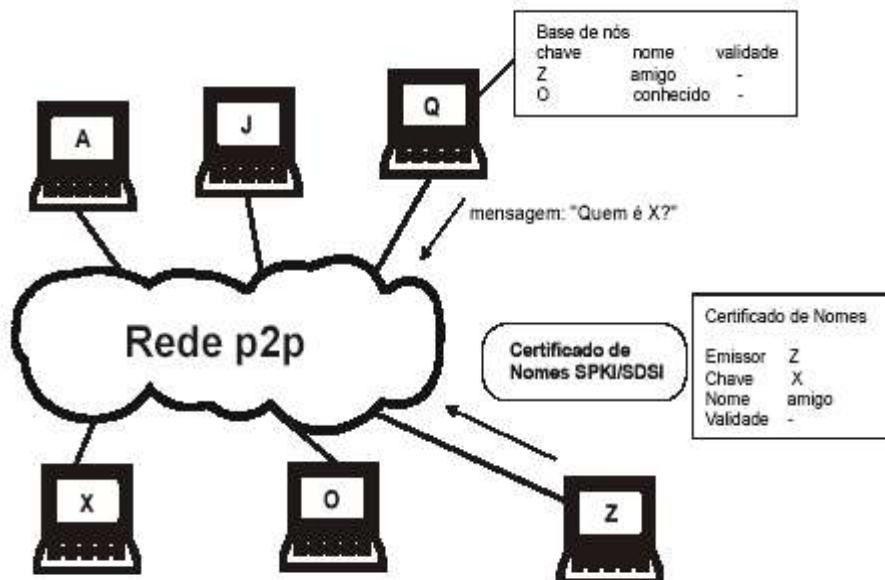 Base de nós
chave nome validade
Z amigo -
O conhecido -
A
J
Q
mensagem: "Quem é X?"
Rede p2p
Certificado de
Nomes SPKI/SDSI
Certificado de Nomes
Emissor Z
Chave X
Nome amigo
Validade -
X
O
Z